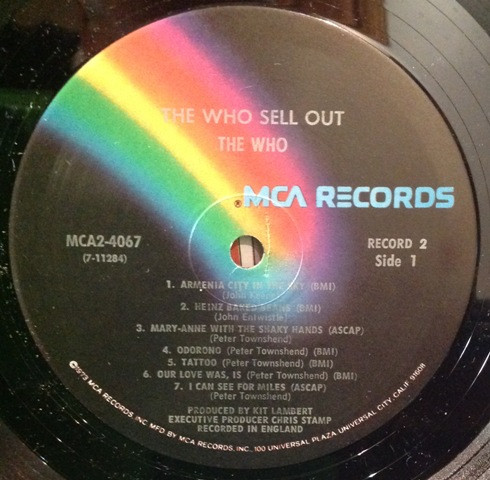 THE WHO SELL OUT
THE WHO
® MCA RECORDS
MCA2-4067
(7-11284)
RECORD 2
Side 1
1. ARMENIA CITY IN THE SKY (BMI)
(John
2. HEINZ BAKED BEANS (BMI)
(John Entwistle)
3. MARY-ANNE WITH THE SHAKY HANDS (ASCAP)
(Peter Townshend)
4. ODORONO (Peter Townshend) (BMI)
5. TATTOO (Peter Townshend) (BMI)
6. OUR LOVE WAS, IS (Peter Townshend) (BMI)
7. I CAN SEE FOR MILES (ASCAP)
(Peter Townshend)
PRODUCED BY KIT LAMBERT
EXECUTIVE PRODUCER CHRIS STAMP
RECORDED IN ENGLAND
©1973 MCA RECORDS, INC. MFD BY MCA RECORDS, INC., 100 UNIVERSAL PLAZA, UNIVERSAL CITY, CALIF. 91608